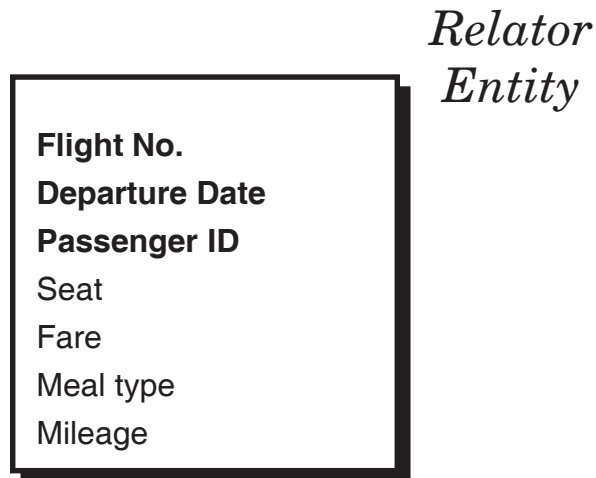 Relator
Entity
Flight No.
Departure Date
Passenger ID
Seat
Fare
Meal type
Mileage